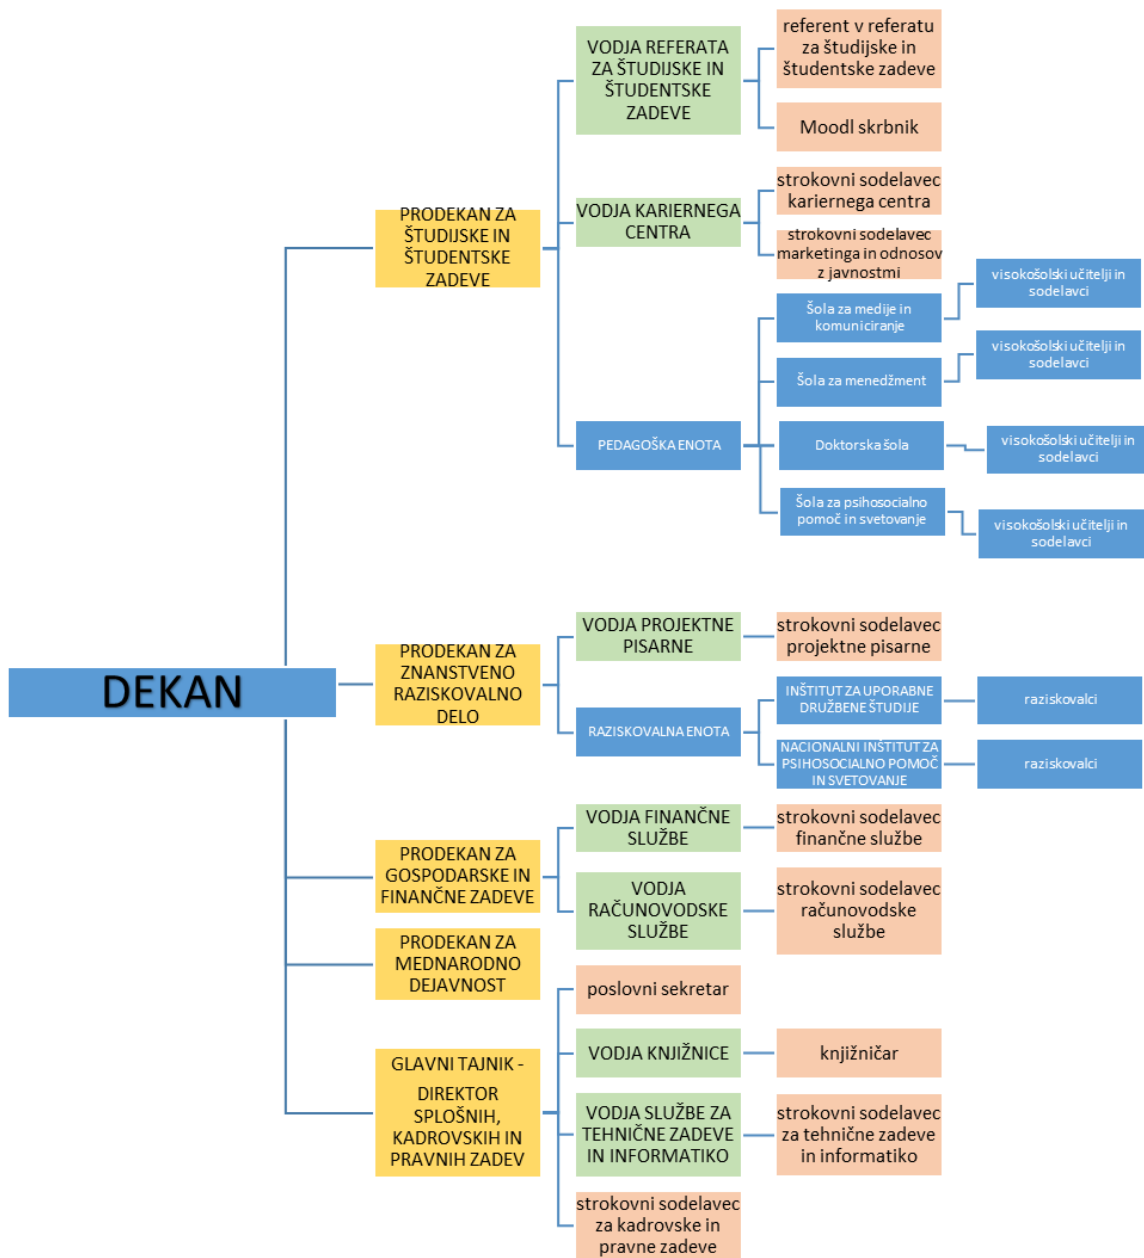 DEKAN
PRODEKAN ZA
ŠTUDIJSKE IN
ŠTUDENTSKE
ZADEVE
VODJA REFERATA
ZA ŠTUDIJSKE IN
ŠTUDENTSKE
ZADEVE
referent v referatu
za študijske in
študentske zadeve
Moodl skrbnik
VODJA KARIERNEGA
CENTRA
strokovni sodelavec
kariernega centra
strokovni sodelavec
marketinga in odnosov
z javnostmi
PEDAGOŠKA ENOTA
Šola za medije in
komuniciranje
visokošolski učitelji in
sodelavci
Šola za menedžment
visokošolski učitelji in
sodelavci
Doktorska šola
visokošolski učitelji in
sodelavci
Šola za psihosocialno
pomoč in svetovanje
visokošolski učitelji in
sodelavci
PRODEKAN ZA
ZNANSTVENO
RAZISKOVALNO
DELO
VODJA PROJEKTNE
PISARNE
strokovni sodelavec
projektne pisarne
RAZISKOVALNA ENOTA
INŠTITUT ZA UPORABNE
DRUŽBENE ŠTUDIJE
raziskovalci
NACIONALNI INŠTITUT ZA
PSIHOSOCIALNO POMOČ
IN SVETOVANJE
raziskovalci
PRODEKAN ZA
GOSPODARSKE IN
FINANČNE ZADEVE
VODJA FINANČNE
SLUŽBE
strokovni sodelavec
finančne službe
VODJA
RAČUNOVODSKE
SLUŽBE
strokovni sodelavec
računovodske
službe
PRODEKAN ZA
MEDNARODNO
DEJAVNOST
GLAVNI TAJNIK -
DIREKTOR
SPLOŠNIH,
KADROVSKIH IN
PRAVNIH ZADEV
poslovni sekretar
VODJA KNJIŽNICE
knjižničar
VODJA SLUŽBE ZA
TEHNIČNE ZADEVE
IN INFORMATIKO
strokovni sodelavec
za tehnične zadeve
in informatiko
strokovni sodelavec
za kadrovske in
pravne zadeve